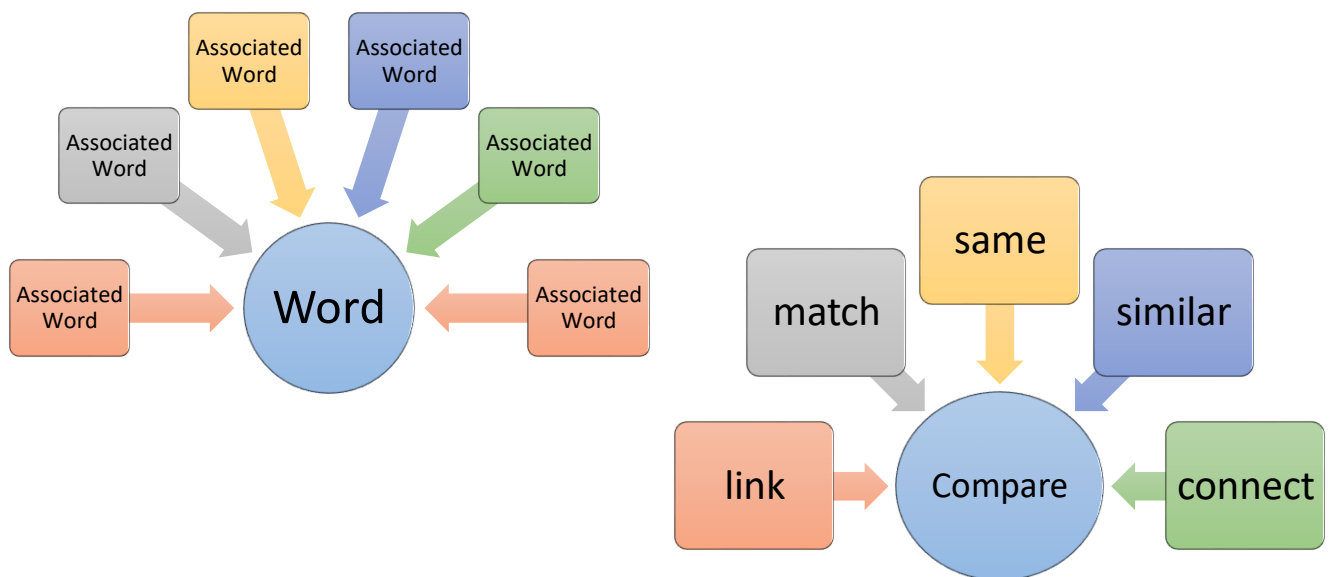 Associated
Word
Associated
Word
Associated
Word
Associated
Word
Associated
Word
Word
Associated
Word
same
match
similar
link
Compare
connect